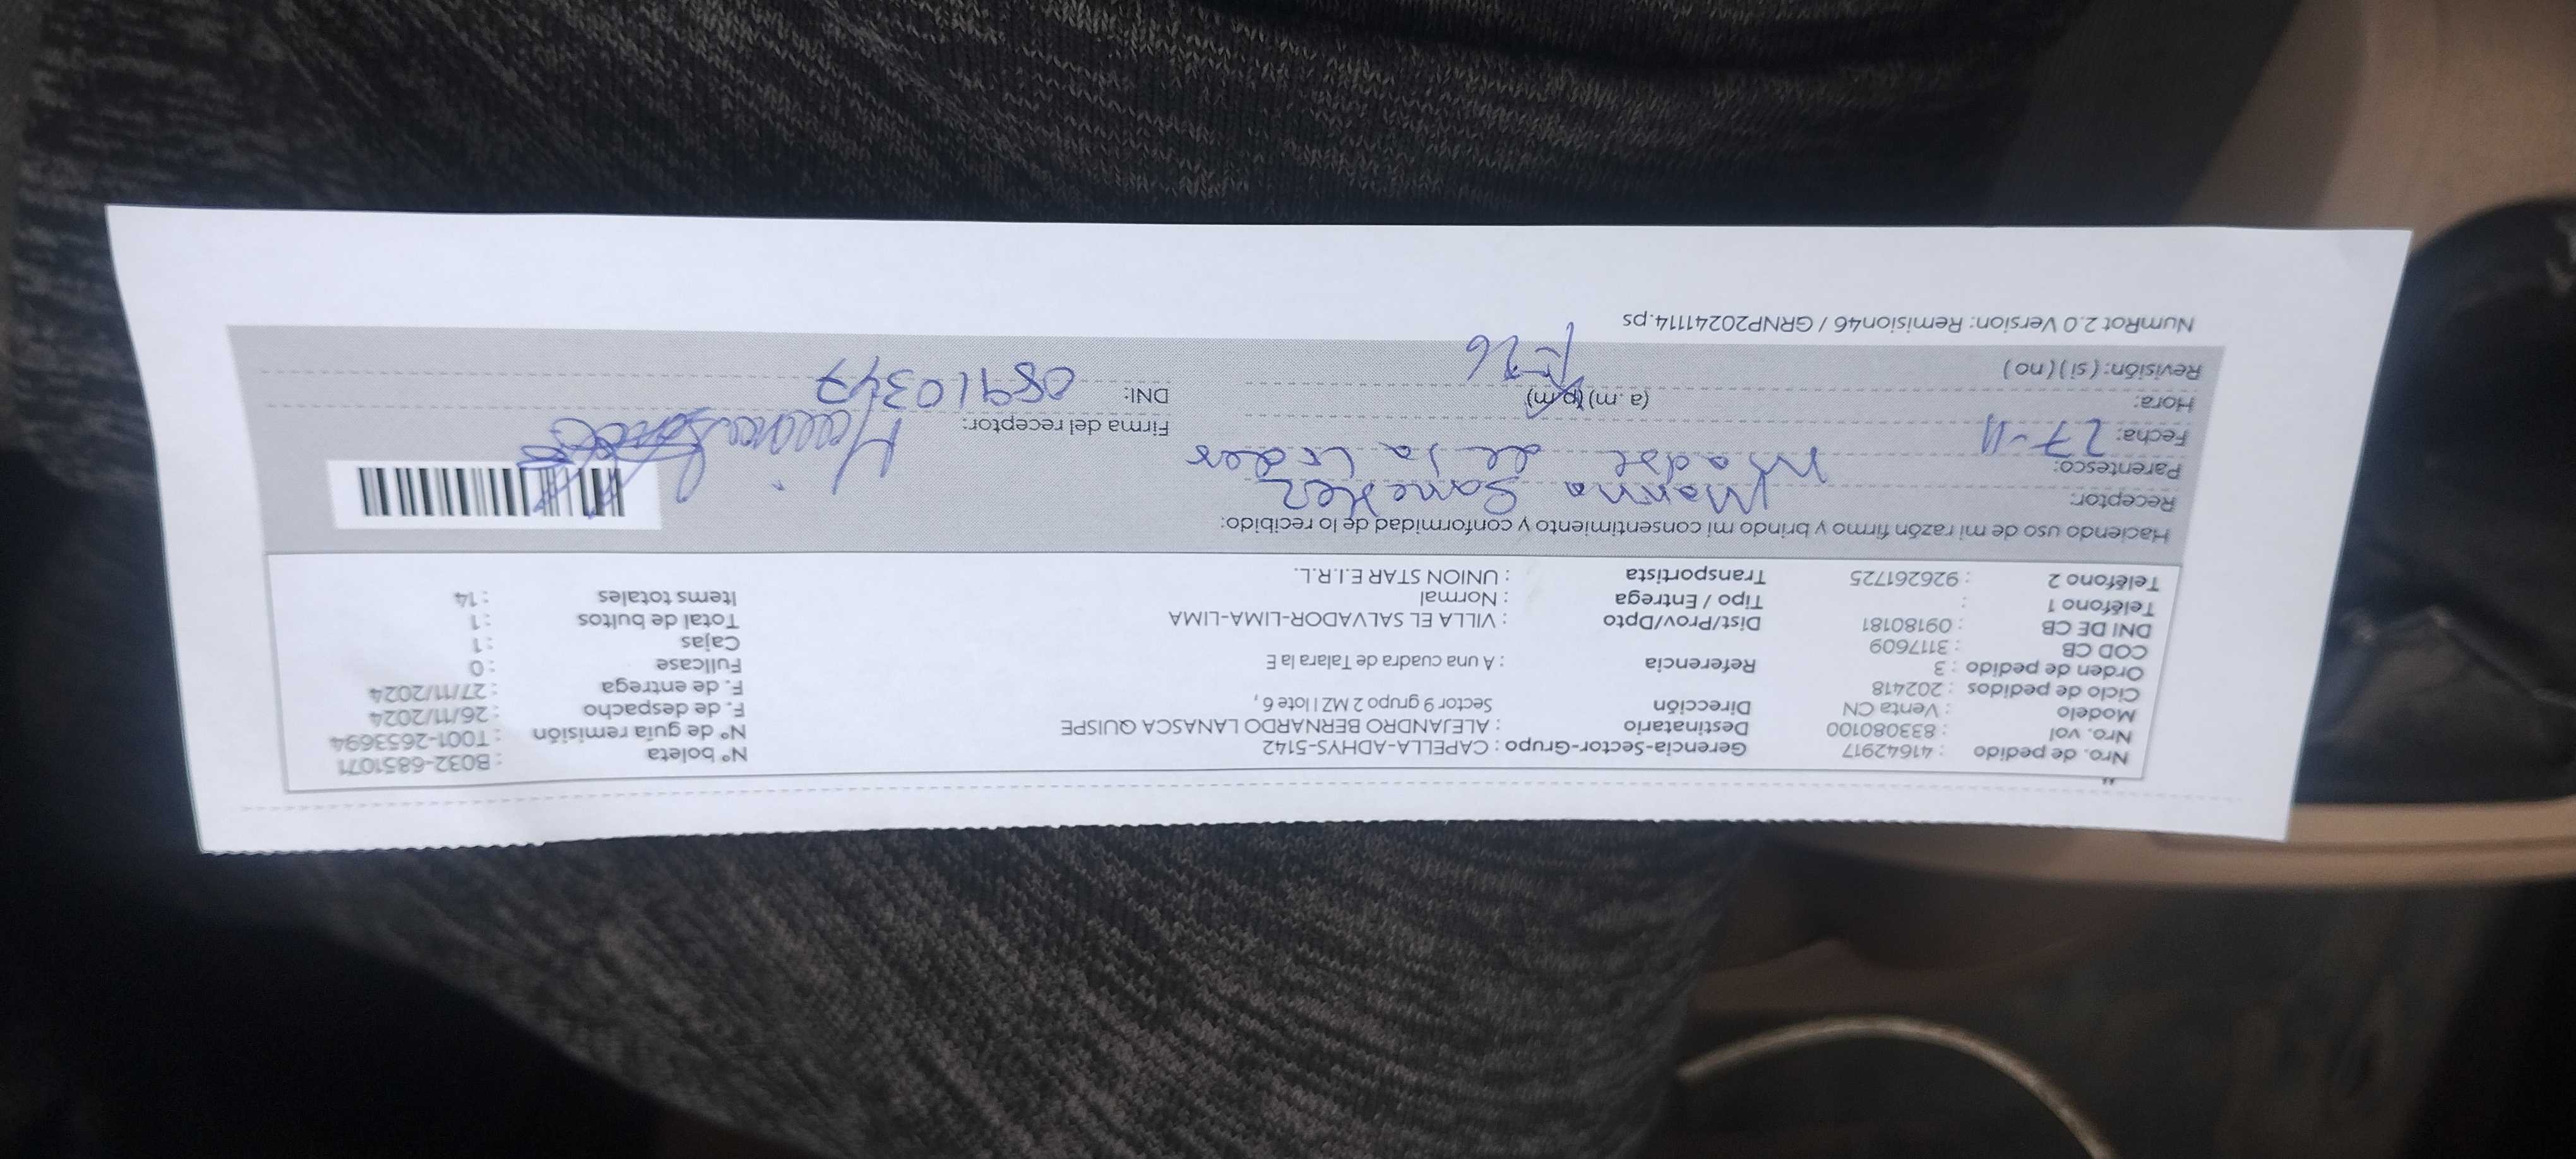 Nro. de pedido : 41642917 Gerencia-Sector-Grupo : CAPELLA-ADHYS-5142 N° boleta : B032-6851071
Nro. vol : 833080100 Destinatario : ALEJANDRO BERNARDO LANASCA QUISPE N° de guía remisión : T001-2653694
Modelo : Venta CN Dirección Sector 9 grupo 2 MZ I lote 6 , F. de despacho : 26/11/2024
Ciclo de pedidos : 202418 F. de entrega : 27/11/2024
Orden de pedido : 3 Referencia : A una cuadra de Talara la E Fullcase : 0
COD CB : 3117609 Cajas : 1
DNI DE CB : 09180181 Dist/Prov/Dpto : VILLA EL SALVADOR-LIMA-LIMA Total de bultos : 1
Teléfono 1 : Tipo / Entrega : Normal Items totales : 14
Teléfono 2 : 926261725 Transportista : UNION STAR E.I.R.L.
Haciendo uso de mi razón firmo y brindo mi consentimiento y conformidad de lo recibido:
Receptor:
Parentesco: Madre de la Lider
Fecha: 27-11 Firma del receptor:
Hora: (a.m) (p.m) DNI: 08910347
Revisión: (si) (no)
NumRot 2.0 Version: Remision46 / GRNP20241114.ps